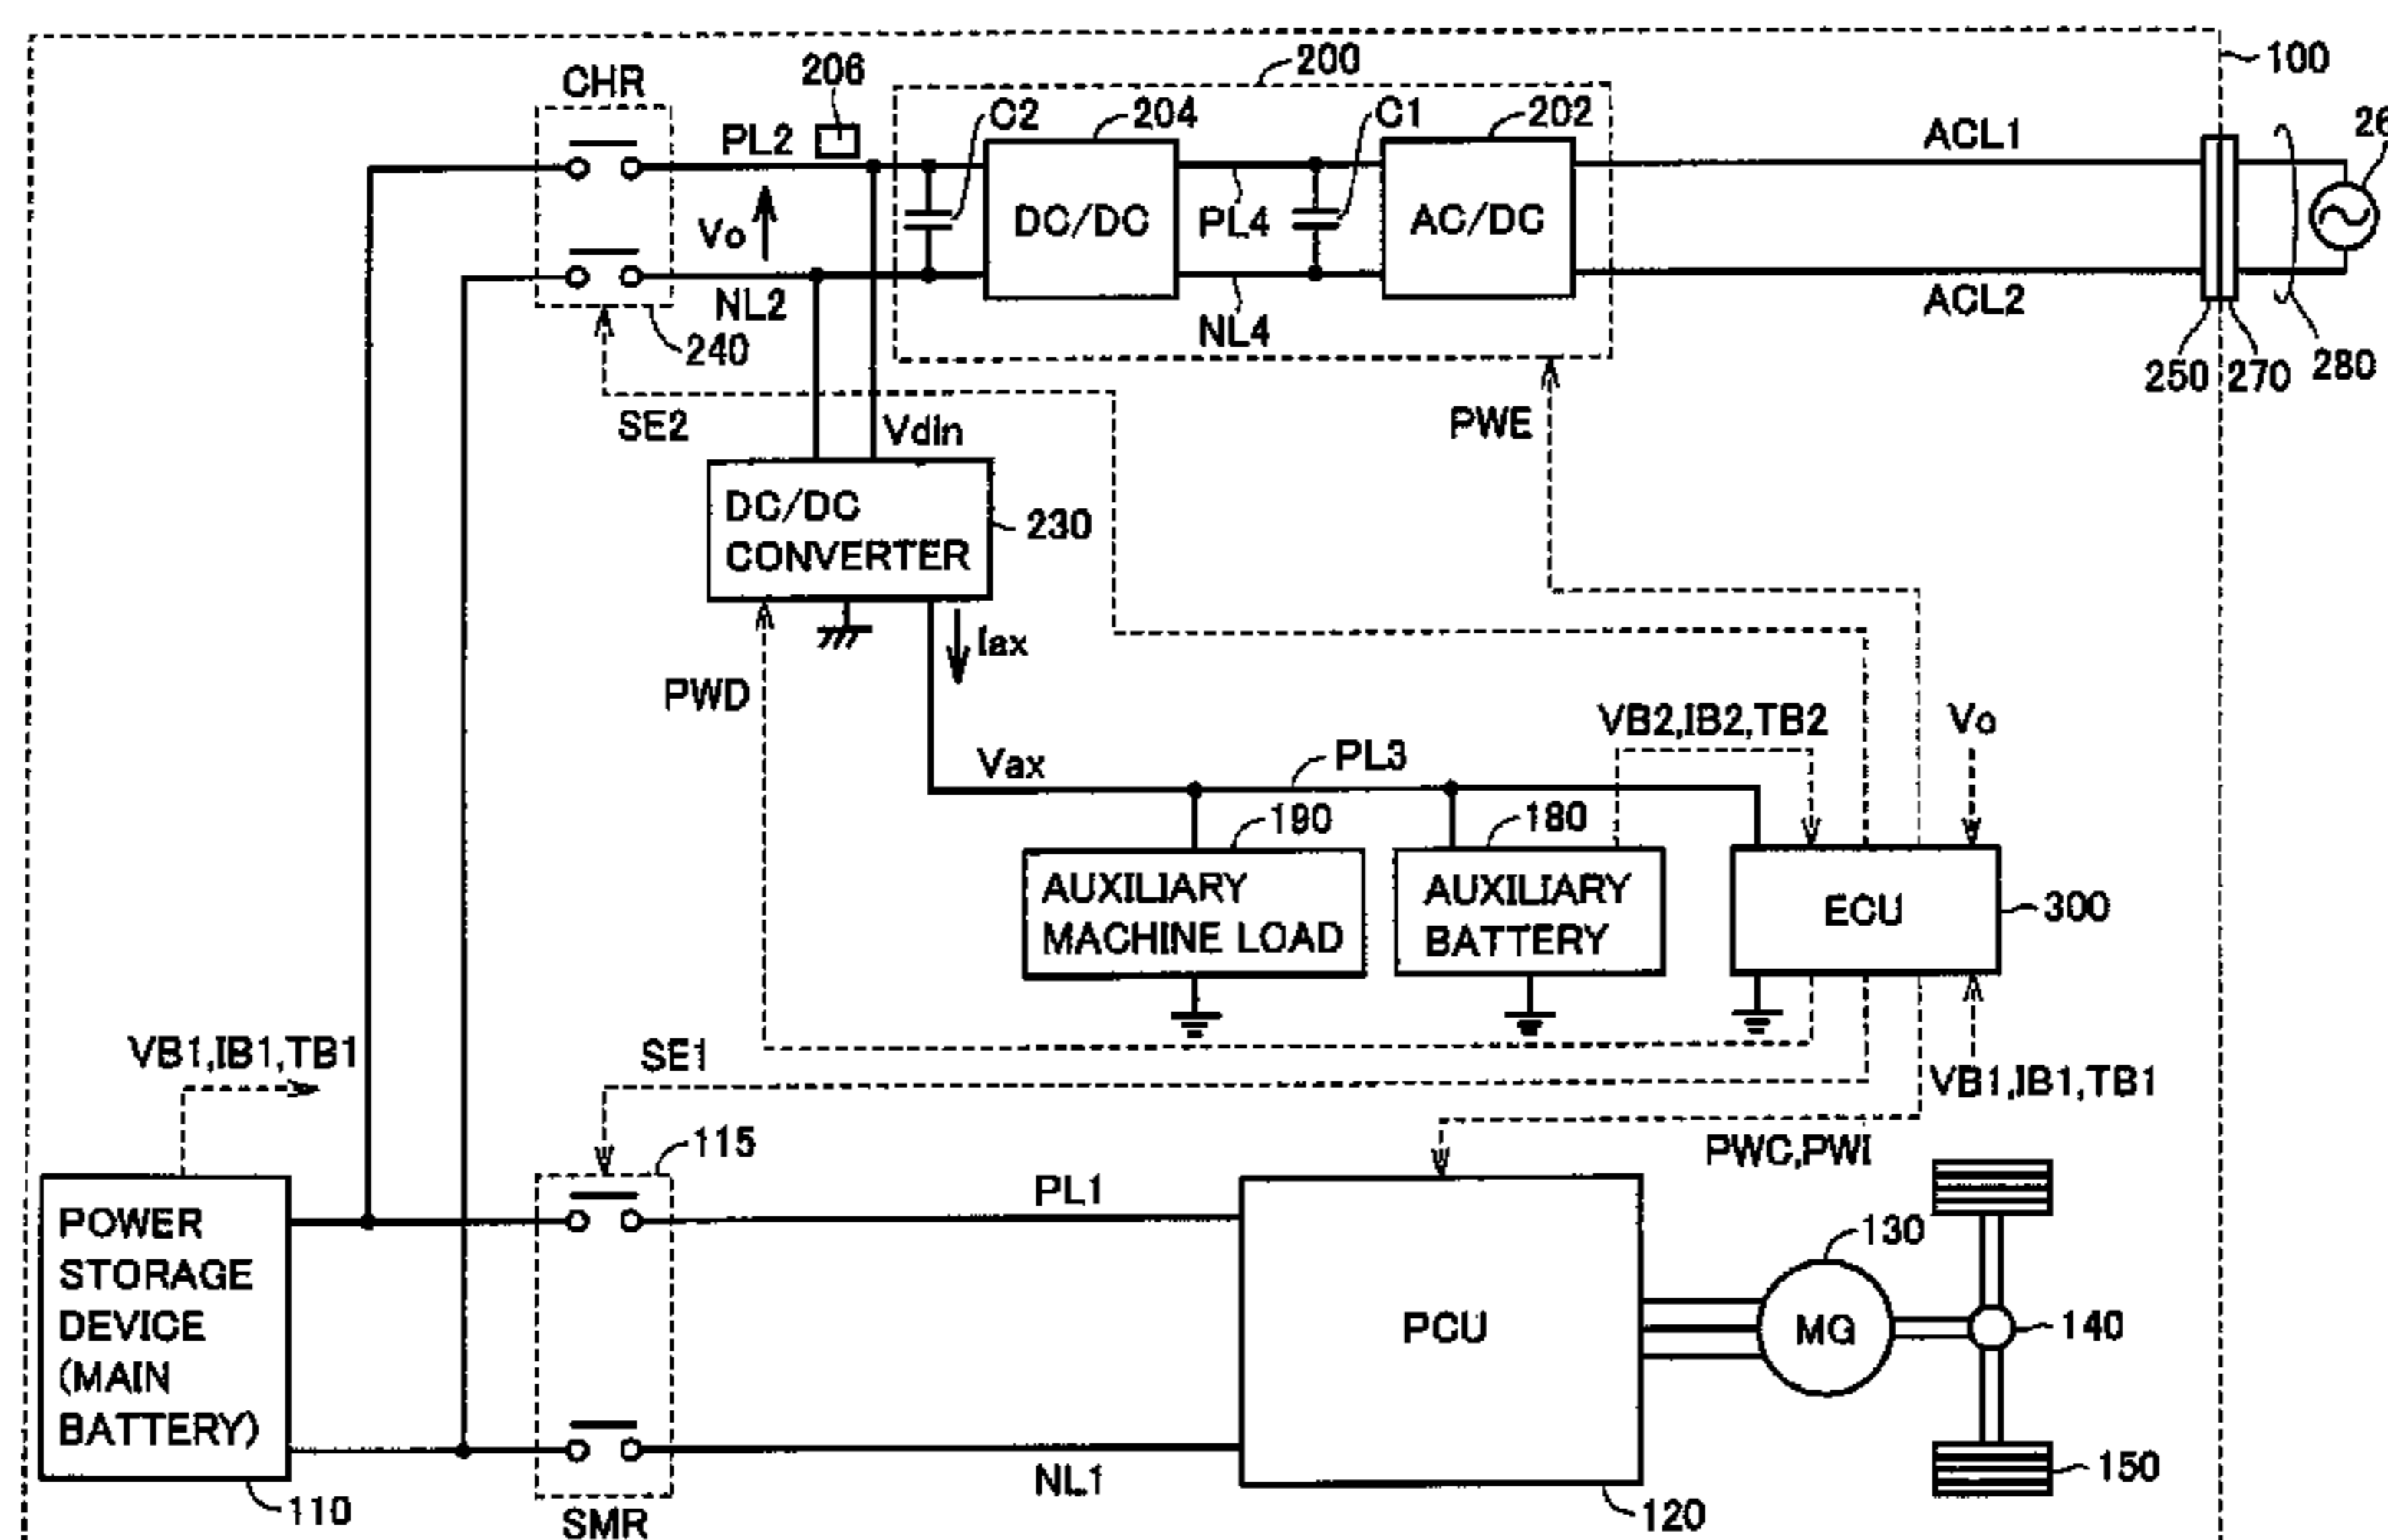 200
100
206
CHR
C2
204
C1
202
ACL1
26
PL2
Vo
DC/DC
PL4
AC/DC
NL2
NL4
ACL2
240
250
270
280
SE2
Vdin
PWE
DC/DC
CONVERTER
230
Iax
PWD
VB2,IB2,TB2
Vo
Vax
PL3
190
180
AUXILIARY
MACHINE LOAD
AUXILIARY
BATTERY
ECU
300
VB1,IB1,TB1
SE1
VB1,IB1,TB1
115
PWC,PWI
PL1
POWER
STORAGE
DEVICE
(MAIN
BATTERY)
PCU
130
MG
140
NL1
150
110
SMR
120